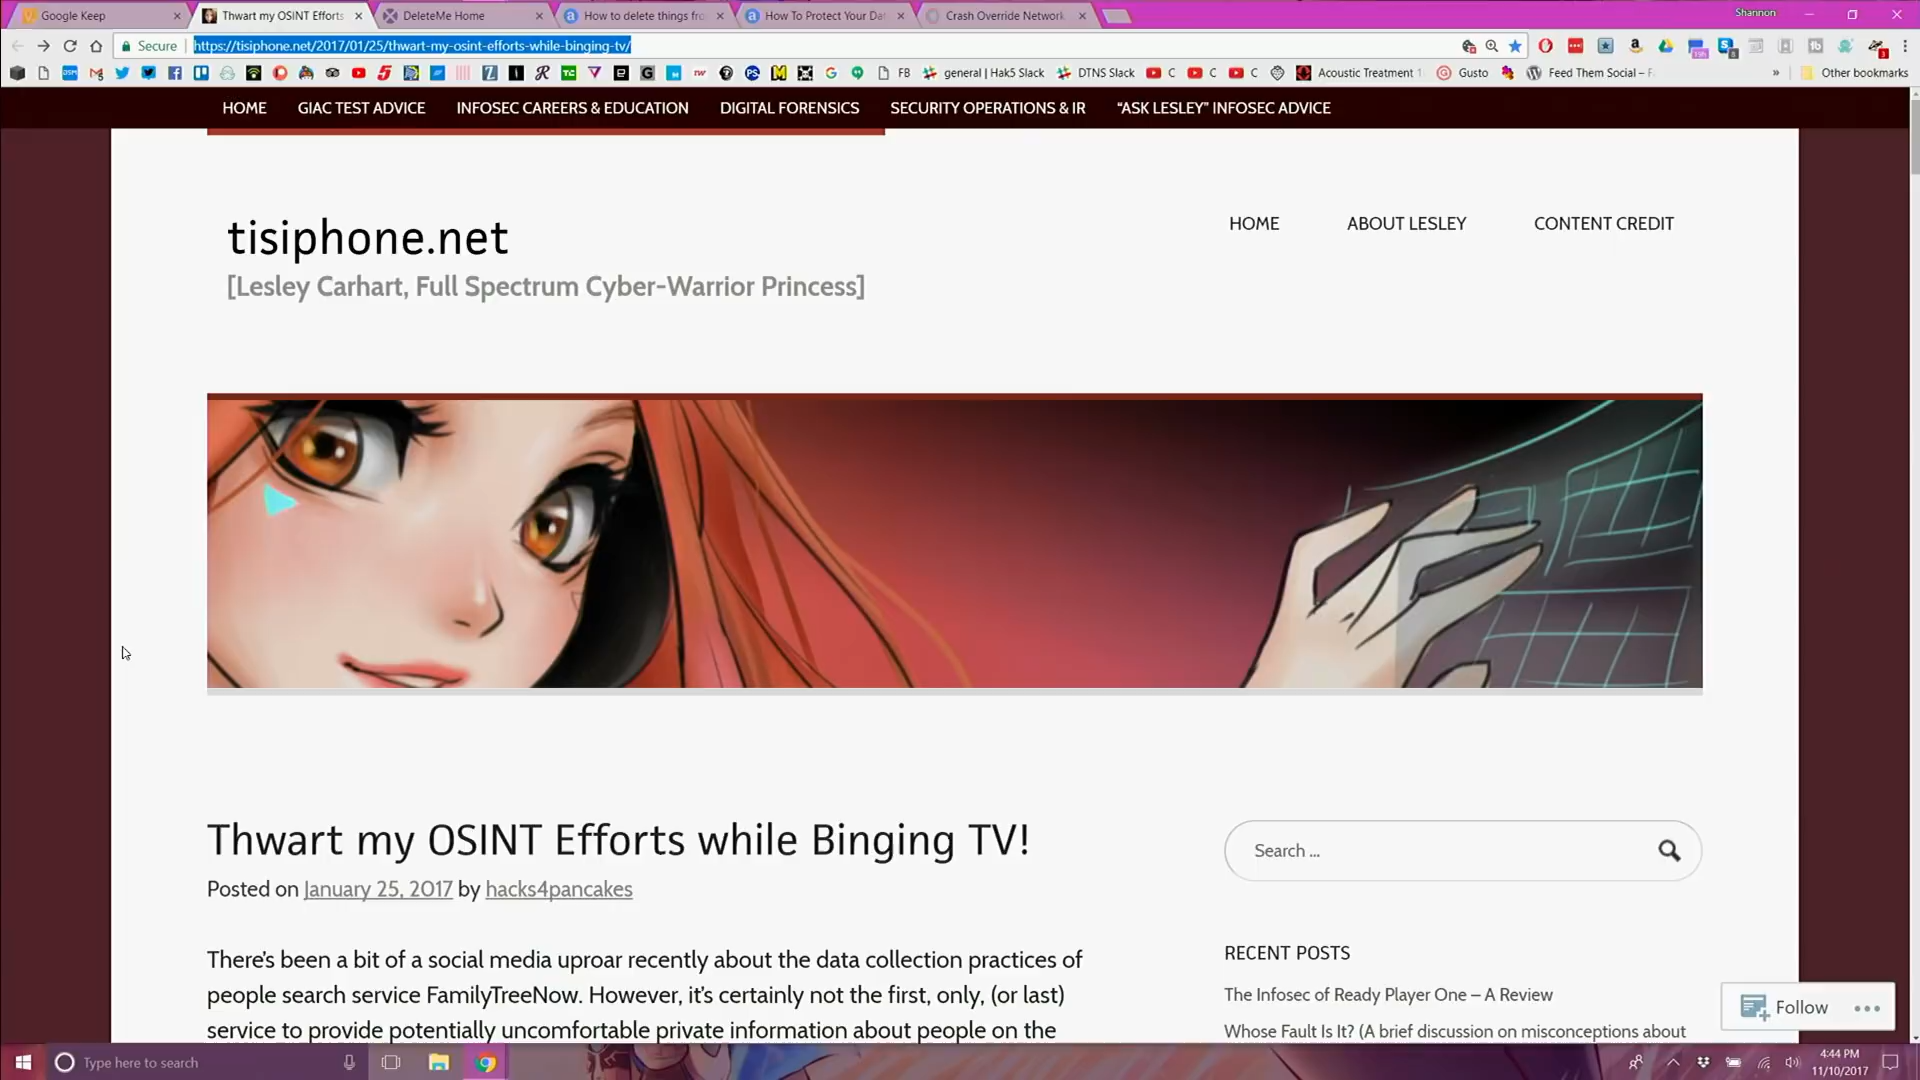 Google Keep
Thwart my OSINT Efforts
DeleteMe Home
How to delete things fro
How To Protect Your Da
Crash Override Network
Shannon
Secure
https://tisiphone.net/2017/01/25/thwart-my-osint-efforts-while-binging-tv/
FB
general | Hak5 Slack
DTNS Slack
C
C
C
Acoustic Treatment 1
Gusto
Feed Them Social – F
»
Other bookmarks
HOME
GIAC TEST ADVICE
INFOSEC CAREERS & EDUCATION
DIGITAL FORENSICS
SECURITY OPERATIONS & IR
“ASK LESLEY” INFOSEC ADVICE
tisiphone.net
[Lesley Carhart, Full Spectrum Cyber-Warrior Princess]
HOME
ABOUT LESLEY
CONTENT CREDIT
Thwart my OSINT Efforts while Binging TV!
Posted on January 25, 2017 by hacks4pancakes
There’s been a bit of a social media uproar recently about the data collection practices of
people search service FamilyTreeNow. However, it’s certainly not the first, only, (or last)
service to provide potentially uncomfortable private information about people on the
Search ...
RECENT POSTS
The Infosec of Ready Player One – A Review
Whose Fault Is It? (A brief discussion on misconceptions about
Follow
Type here to search
4:44 PM
11/10/2017